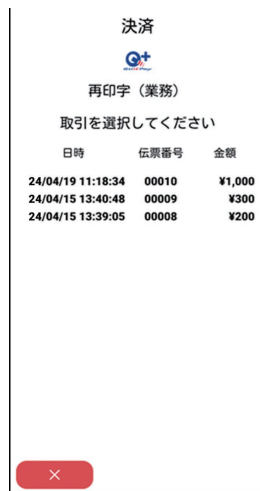 決済
再印字（業務）
取引を選択してください
日時 伝票番号 金額
24/04/19 11:18:34 00010 ¥1,000
24/04/15 13:40:48 00009 ¥300
24/04/15 13:39:05 00008 ¥200